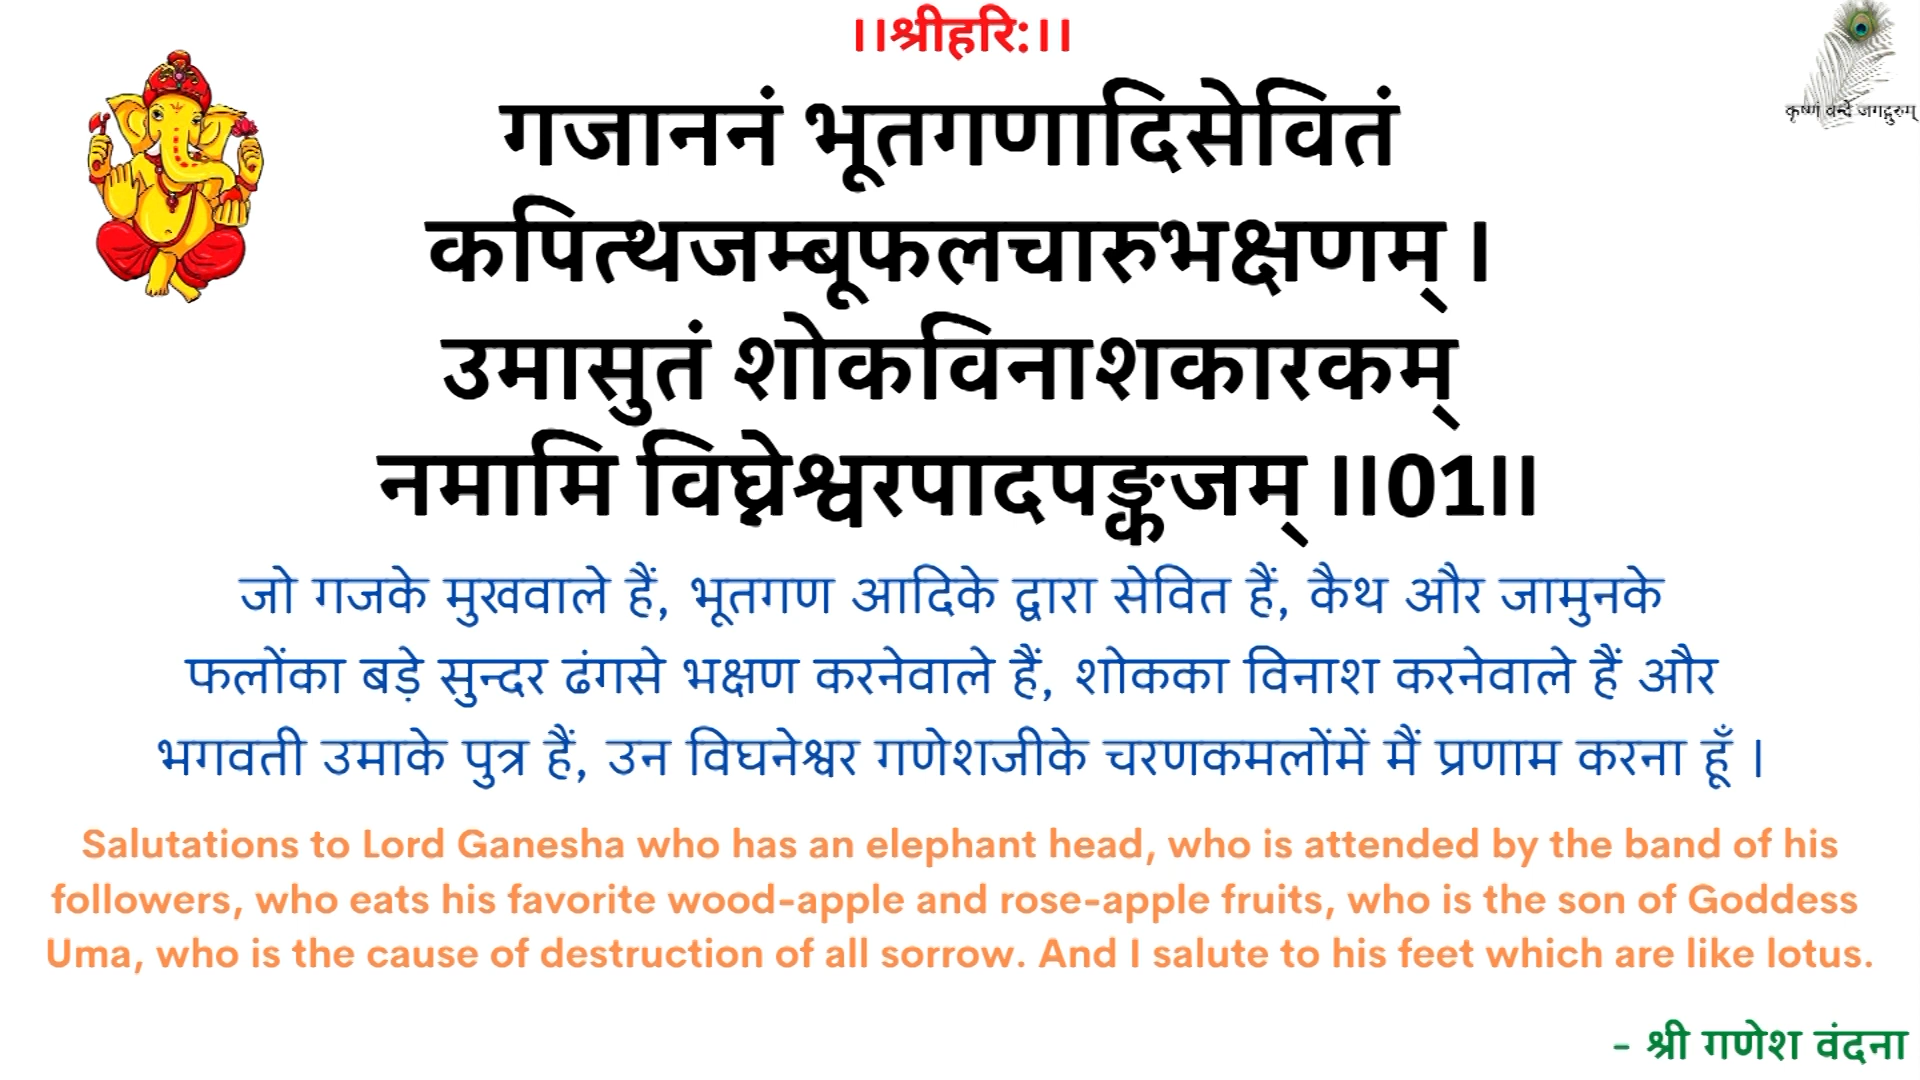 ।।श्रीहरि:।।
कृष्णं वन्दे जगद्गुरुम्
गजाननं भूतगणादिसेवितं
कपित्थजम्बूफलचारुभक्षणम् ।
उमासुतं शोकविनाशकारकम्
नमामि विघ्नेश्वरपादपङ्कजम् ।।01।।
जो गजके मुखवाले हैं, भूतगण आदिके द्वारा सेवित हैं, कैथ और जामुनके
फलोंका बड़े सुन्दर ढंगसे भक्षण करनेवाले हैं, शोकका विनाश करनेवाले हैं और
भगवती उमाके पुत्र हैं, उन विघनेश्वर गणेशजीके चरणकमलोंमें मैं प्रणाम करना हूँ ।
Salutations to Lord Ganesha who has an elephant head, who is attended by the band of his
followers, who eats his favorite wood-apple and rose-apple fruits, who is the son of Goddess
Uma, who is the cause of destruction of all sorrow. And I salute to his feet which are like lotus.
- श्री गणेश वंदना